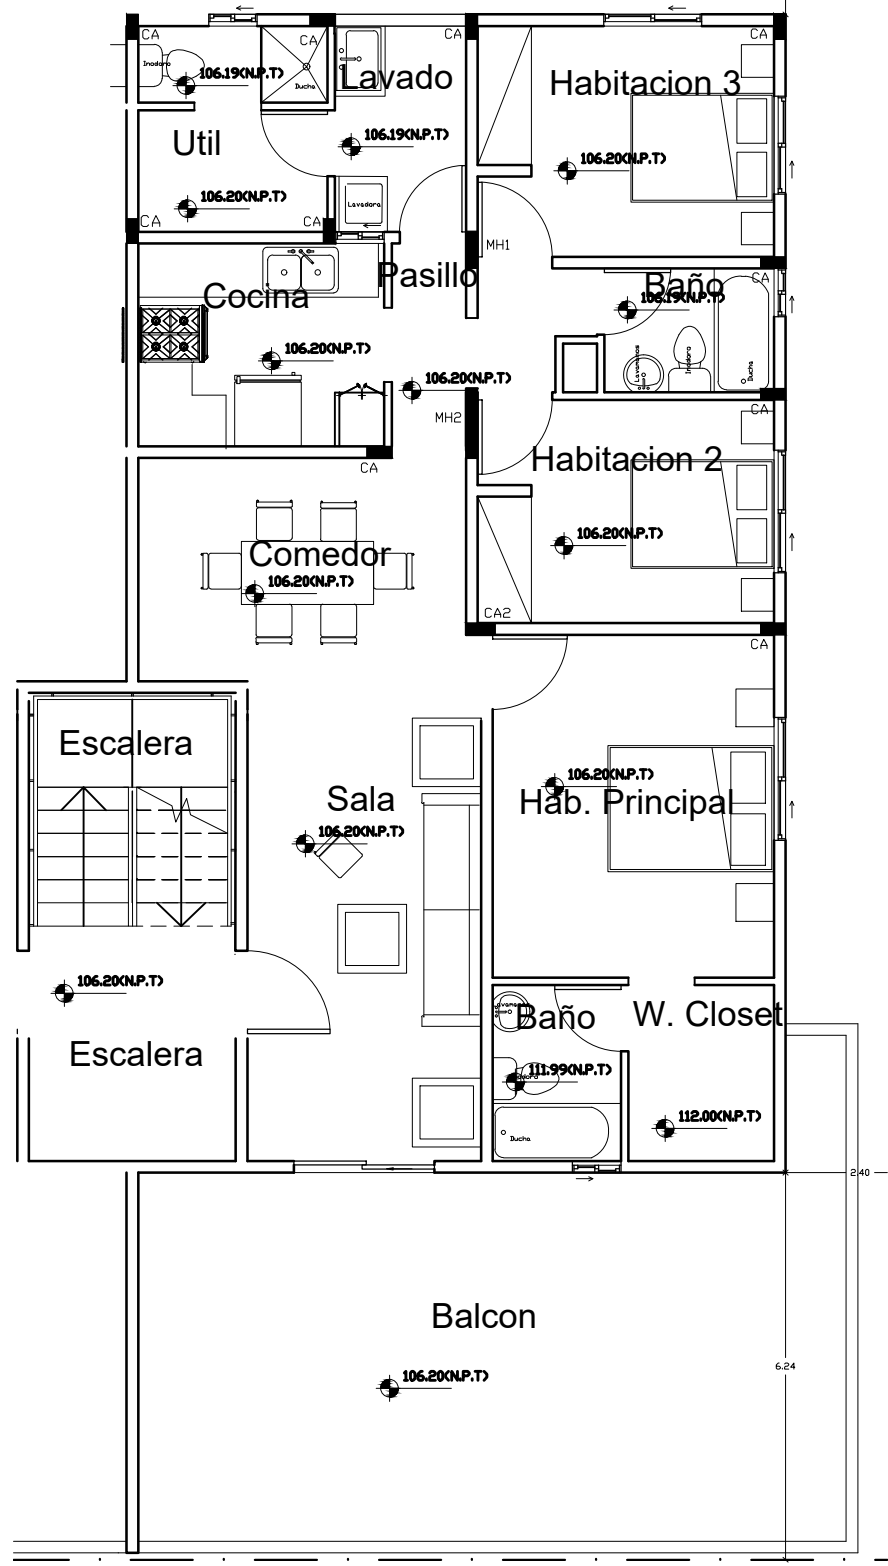 CA
CA
CA
CA
Inodoro
106.19(N.P.T)
Ducha
Lavado
Habitacion 3
Util
106.19(N.P.T)
106.20(N.P.T)
106.20(N.P.T)
Lavadora
CA
CA
MH1
Pasillo
Cocina
Baño
CA
106.19(N.P.T)
106.20(N.P.T)
Lavamanos
Inodoro
Ducha
106.20(N.P.T)
MH2
CA
CA
Habitacion 2
106.20(N.P.T)
Comedor
106.20(N.P.T)
CA2
CA
Escalera
106.20(N.P.T)
Sala
Hab. Principal
106.20(N.P.T)
106.20(N.P.T)
Lavamanos
Baño
W. Closet
Escalera
Inodoro
111.99(N.P.T)
112.00(N.P.T)
Ducha
2.40
Balcon
6.24
106.20(N.P.T)